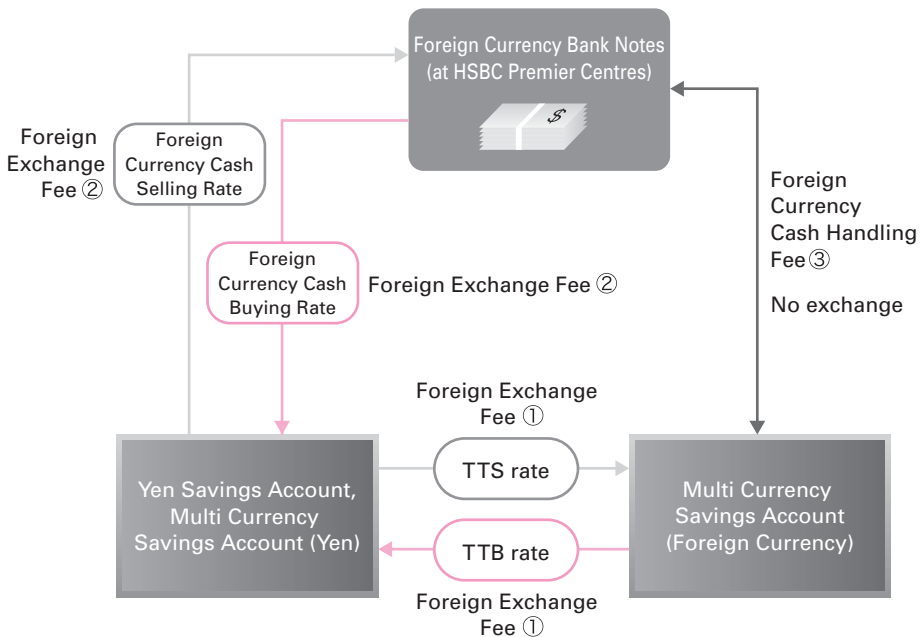 Foreign Currency Bank Notes
(at HSBC Premier Centres)
$
Foreign
Exchange
Fee ②
Foreign
Currency Cash
Selling Rate
Foreign
Currency Cash
Buying Rate
Foreign Exchange Fee ②
Foreign
Currency
Cash Handling
Fee③
No exchange
Foreign Exchange
Fee ①
TTS rate
Yen Savings Account,
Multi Currency
Savings Account (Yen)
Multi Currency
Savings Account
(Foreign Currency)
TTB rate
Foreign Exchange
Fee ①